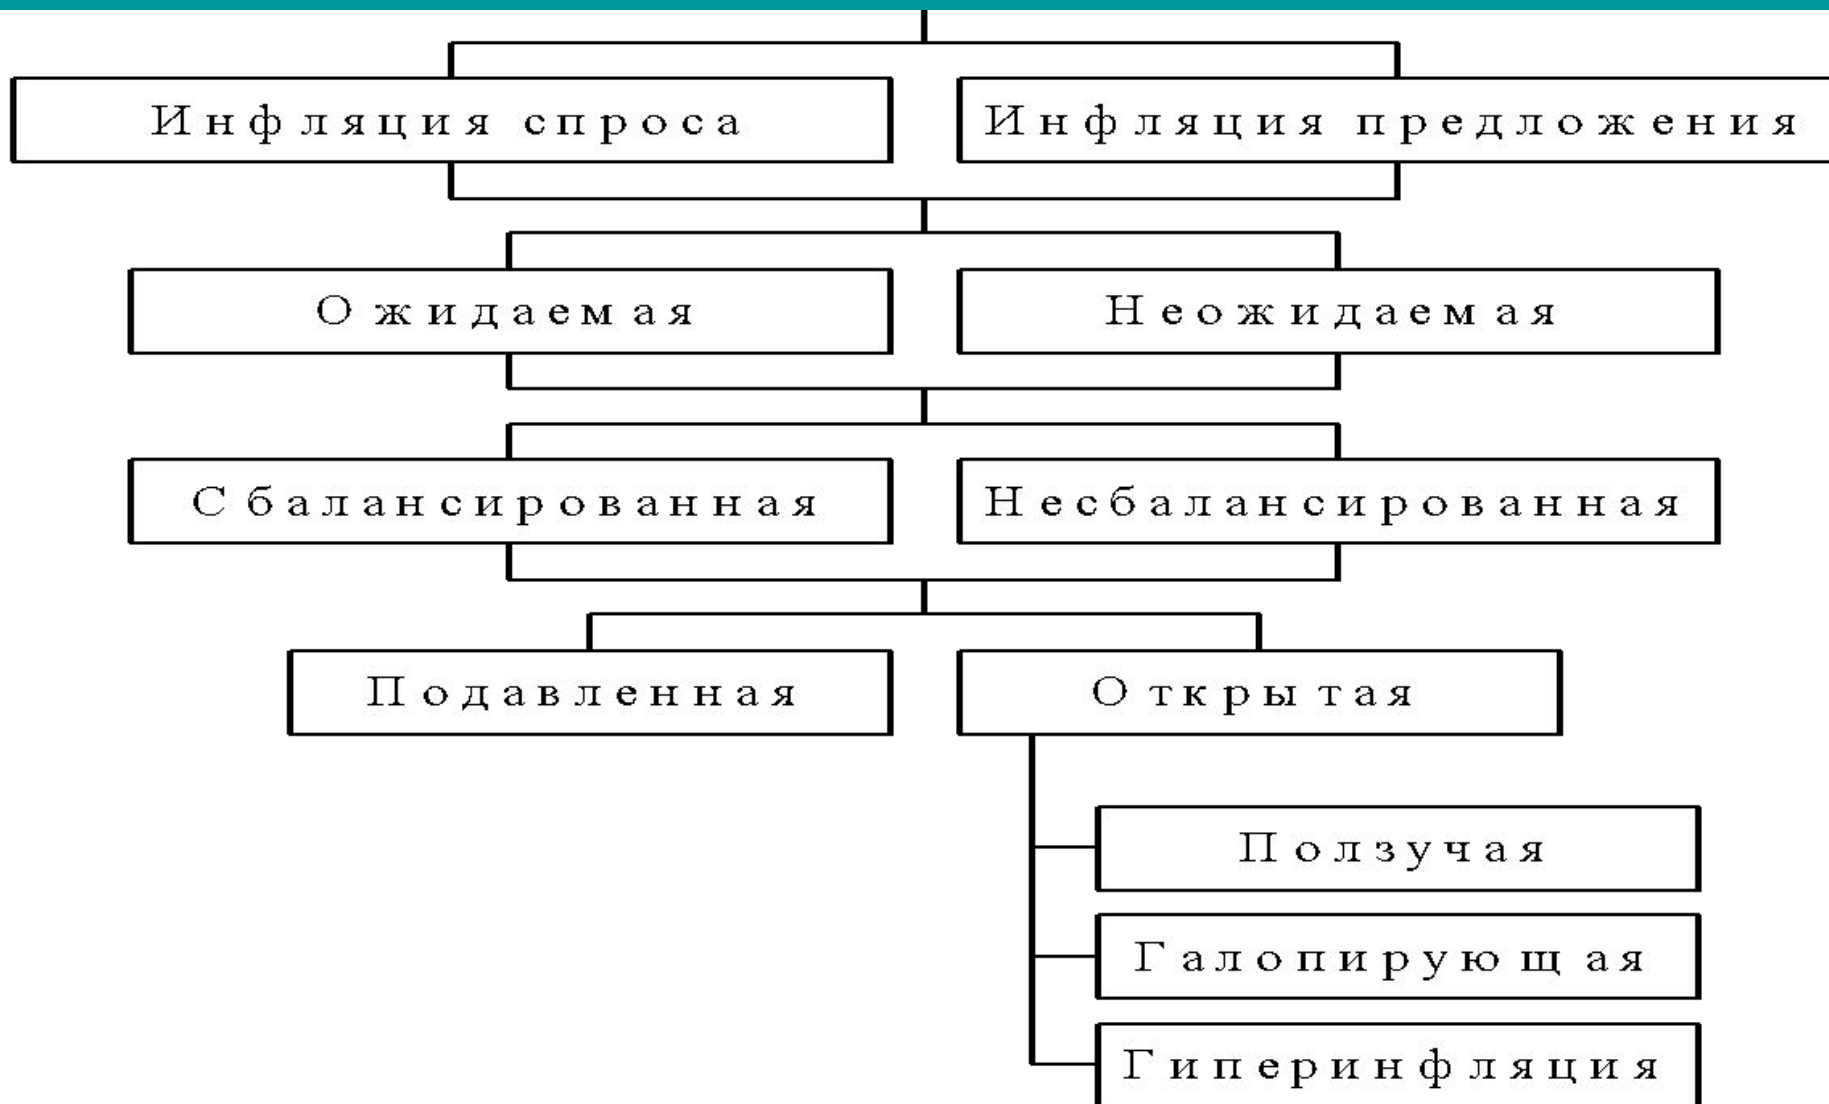 Инфляция спроса
Инфляция предложения
Ожидаемая
Неожидаемая
Сбалансированная
Несбалансированная
Подавленная
Открытая
Ползучая
Галопирующая
Гиперинфляция